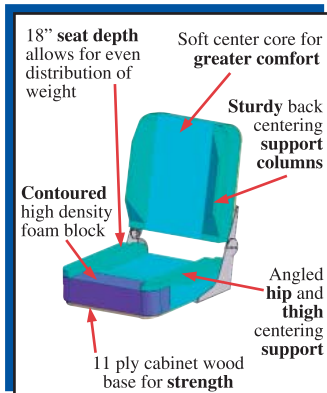 18” seat depth
allows for even
distribution of
weight
Soft center core for
greater comfort
Sturdy back
centering
support
columns
Contoured
high density
foam block
Angled
hip and
thigh
centering
support
11 ply cabinet wood
base for strength